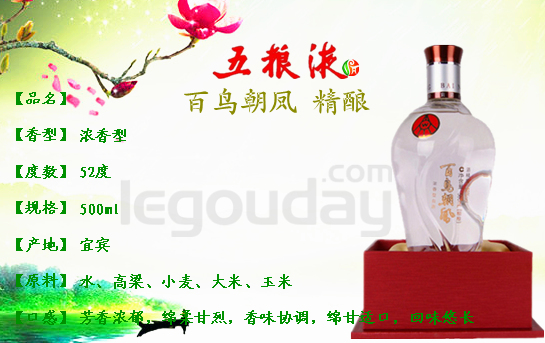 五粮液
百鸟朝凤 精酿
【品名】
【香型】 浓香型
【度数】 52度
【规格】 500ml
【产地】 宜宾
【原料】 水、高粱、小麦、大米、玉米
【口感】 芳香浓郁，绵柔甘烈，香味协调，绵甘适口，回味悠长
legouday.com
百鸟朝凤